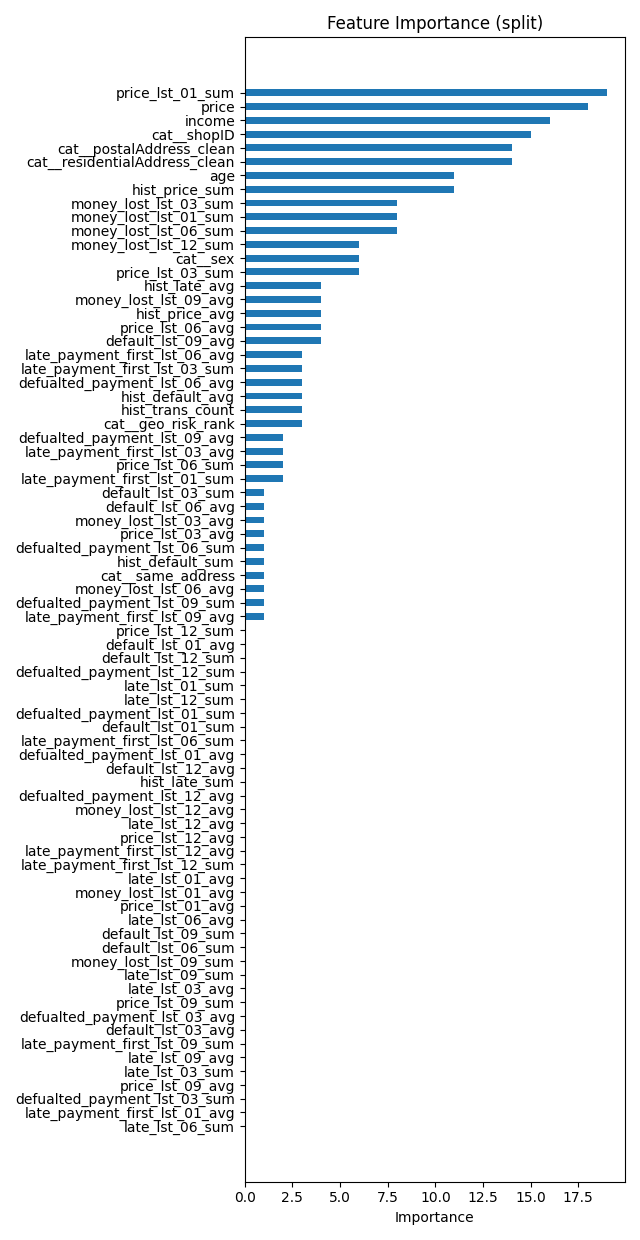 Feature Importance (split)
price_lst_01_sum
price
income
cat__shopID
cat__postalAddress_clean
cat__residentialAddress_clean
age
hist_price_sum
money_lost_lst_03_sum
money_lost_lst_01_sum
money_lost_lst_06_sum
money_lost_lst_12_sum
cat__sex
price_lst_03_sum
hist_late_avg
money_lost_lst_09_avg
hist_price_avg
price_lst_06_avg
default_lst_09_avg
late_payment_first_lst_06_avg
late_payment_first_lst_03_sum
defualted_payment_lst_06_avg
hist_default_avg
hist_trans_count
cat__geo_risk_rank
defualted_payment_lst_09_avg
late_payment_first_lst_03_avg
price_lst_06_sum
late_payment_first_lst_01_sum
default_lst_03_sum
default_lst_06_avg
money_lost_lst_03_avg
price_lst_03_avg
defualted_payment_lst_06_sum
hist_default_sum
cat__same_address
money_lost_lst_06_avg
defualted_payment_lst_09_sum
late_payment_first_lst_09_avg
price_lst_12_sum
default_lst_01_avg
default_lst_12_sum
defualted_payment_lst_12_sum
late_lst_01_sum
late_lst_12_sum
defualted_payment_lst_01_sum
default_lst_01_sum
late_payment_first_lst_06_sum
defualted_payment_lst_01_avg
default_lst_12_avg
hist_late_sum
defualted_payment_lst_12_avg
money_lost_lst_12_avg
late_lst_12_avg
price_lst_12_avg
late_payment_first_lst_12_avg
late_payment_first_lst_12_sum
late_lst_01_avg
money_lost_lst_01_avg
price_lst_01_avg
late_lst_06_avg
default_lst_09_sum
default_lst_06_sum
money_lost_lst_09_sum
late_lst_09_sum
late_lst_03_avg
price_lst_09_sum
defualted_payment_lst_03_avg
default_lst_03_avg
late_payment_first_lst_09_sum
late_lst_09_avg
late_lst_03_sum
price_lst_09_avg
defualted_payment_lst_03_sum
late_payment_first_lst_01_avg
late_lst_06_sum
0.0 2.5 5.0 7.5 10.0 12.5 15.0 17.5
Importance